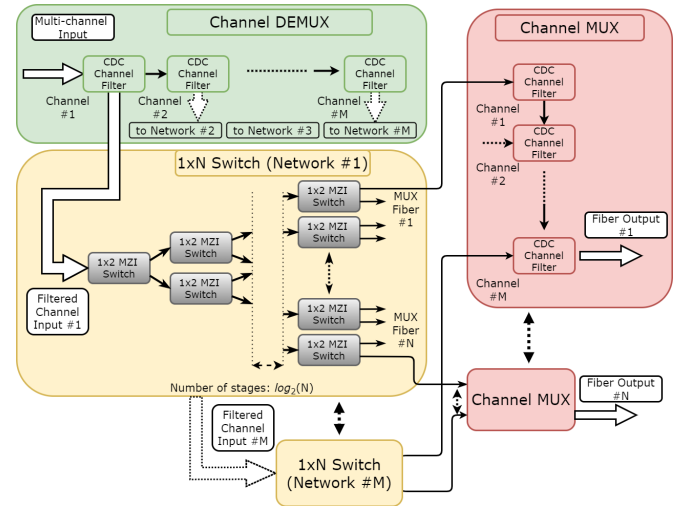 Multi-channel
Input
Channel DEMUX
CDC
Channel
Filter
CDC
Channel
Filter
CDC
Channel
Filter
Channel
#1
Channel
#2
Channel
#M
to Network #2
to Network #3
to Network #M
1xN Switch (Network #1)
1x2 MZI
Switch
1x2 MZI
Switch
1x2 MZI
Switch
1x2 MZI
Switch
1x2 MZI
Switch
1x2 MZI
Switch
1x2 MZI
Switch
MUX
Fiber
#1
MUX
Fiber
#N
Filtered
Channel
Input #1
Number of stages: log2(N)
Filtered
Channel
Input #M
1xN Switch
(Network #M)
Channel MUX
CDC
Channel
Filter
Channel
#1
CDC
Channel
Filter
Channel
#2
CDC
Channel
Filter
Channel
#M
Fiber Output
#1
Channel MUX
Fiber Output
#N